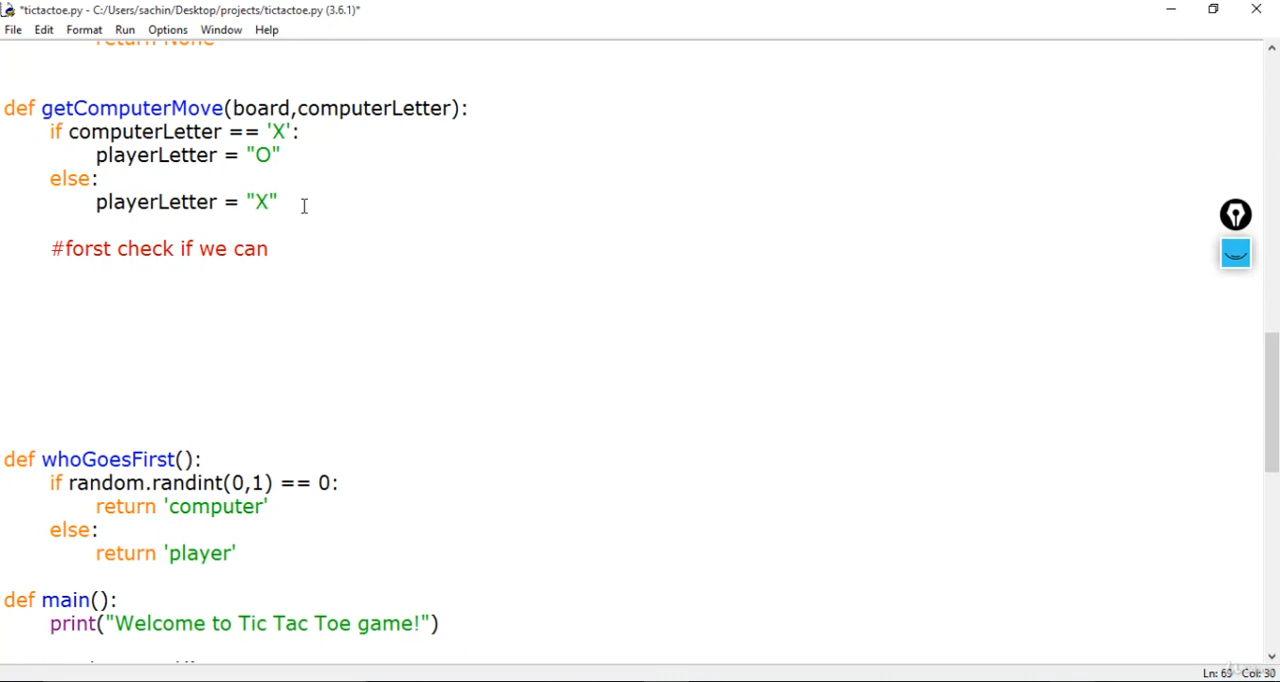 *tictactoe.py - C:/Users/sachin/Desktop/projects/tictactoe.py (3.6.1)*
File Edit Format Run Options Window Help
return None
def getComputerMove(board,computerLetter):
if computerLetter == 'X':
playerLetter = "O"
else:
playerLetter = "X"
#forst check if we can
def whoGoesFirst():
if random.randint(0,1) == 0:
return 'computer'
else:
return 'player'
def main():
print("Welcome to Tic Tac Toe game!")
Ln: 69 Col: 30